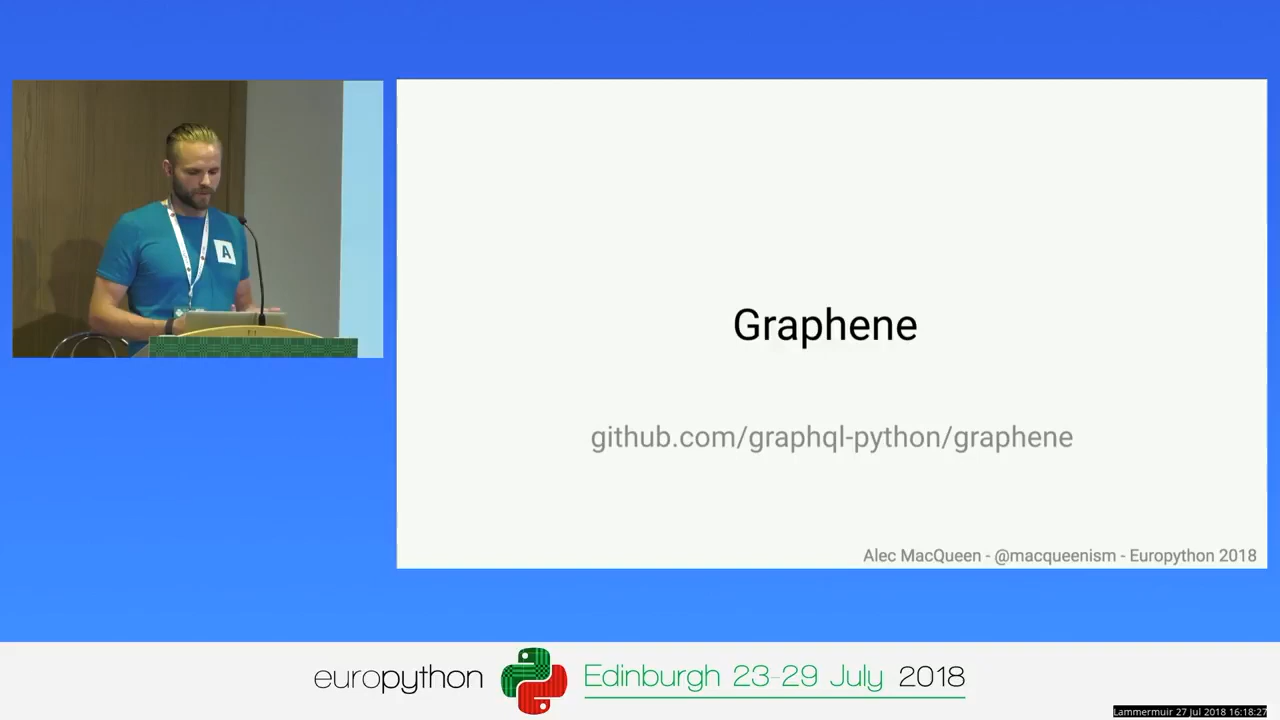 A
Graphene
github.com/graphql-python/graphene
Alec MacQueen - @macqueenism - Europython 2018
europython
Edinburgh 23-29 July 2018
Lammermuir 27 Jul 2018 16:18:27